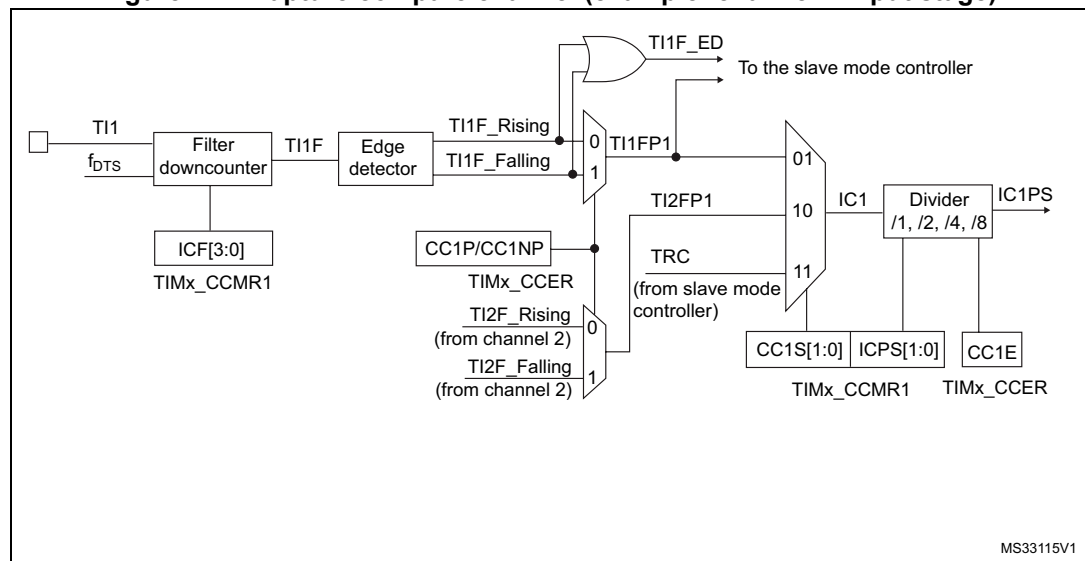 TI1F_ED
To the slave mode controller
TI1
fDTS
Filter
downcounter
TI1F
Edge
detector
TI1F_Rising
TI1F_Falling
0
1
TI1FP1
01
TI2FP1
10
IC1
Divider
/1, /2, /4, /8
IC1PS
ICF[3:0]
TIMx_CCMR1
CC1P/CC1NP
TIMx_CCER
TRC
11
(from slave mode
controller)
TI2F_Rising
(from channel 2)
0
TI2F_Falling
(from channel 2)
1
CC1S[1:0]
ICPS[1:0]
CC1E
TIMx_CCMR1
TIMx_CCER
MS33115V1